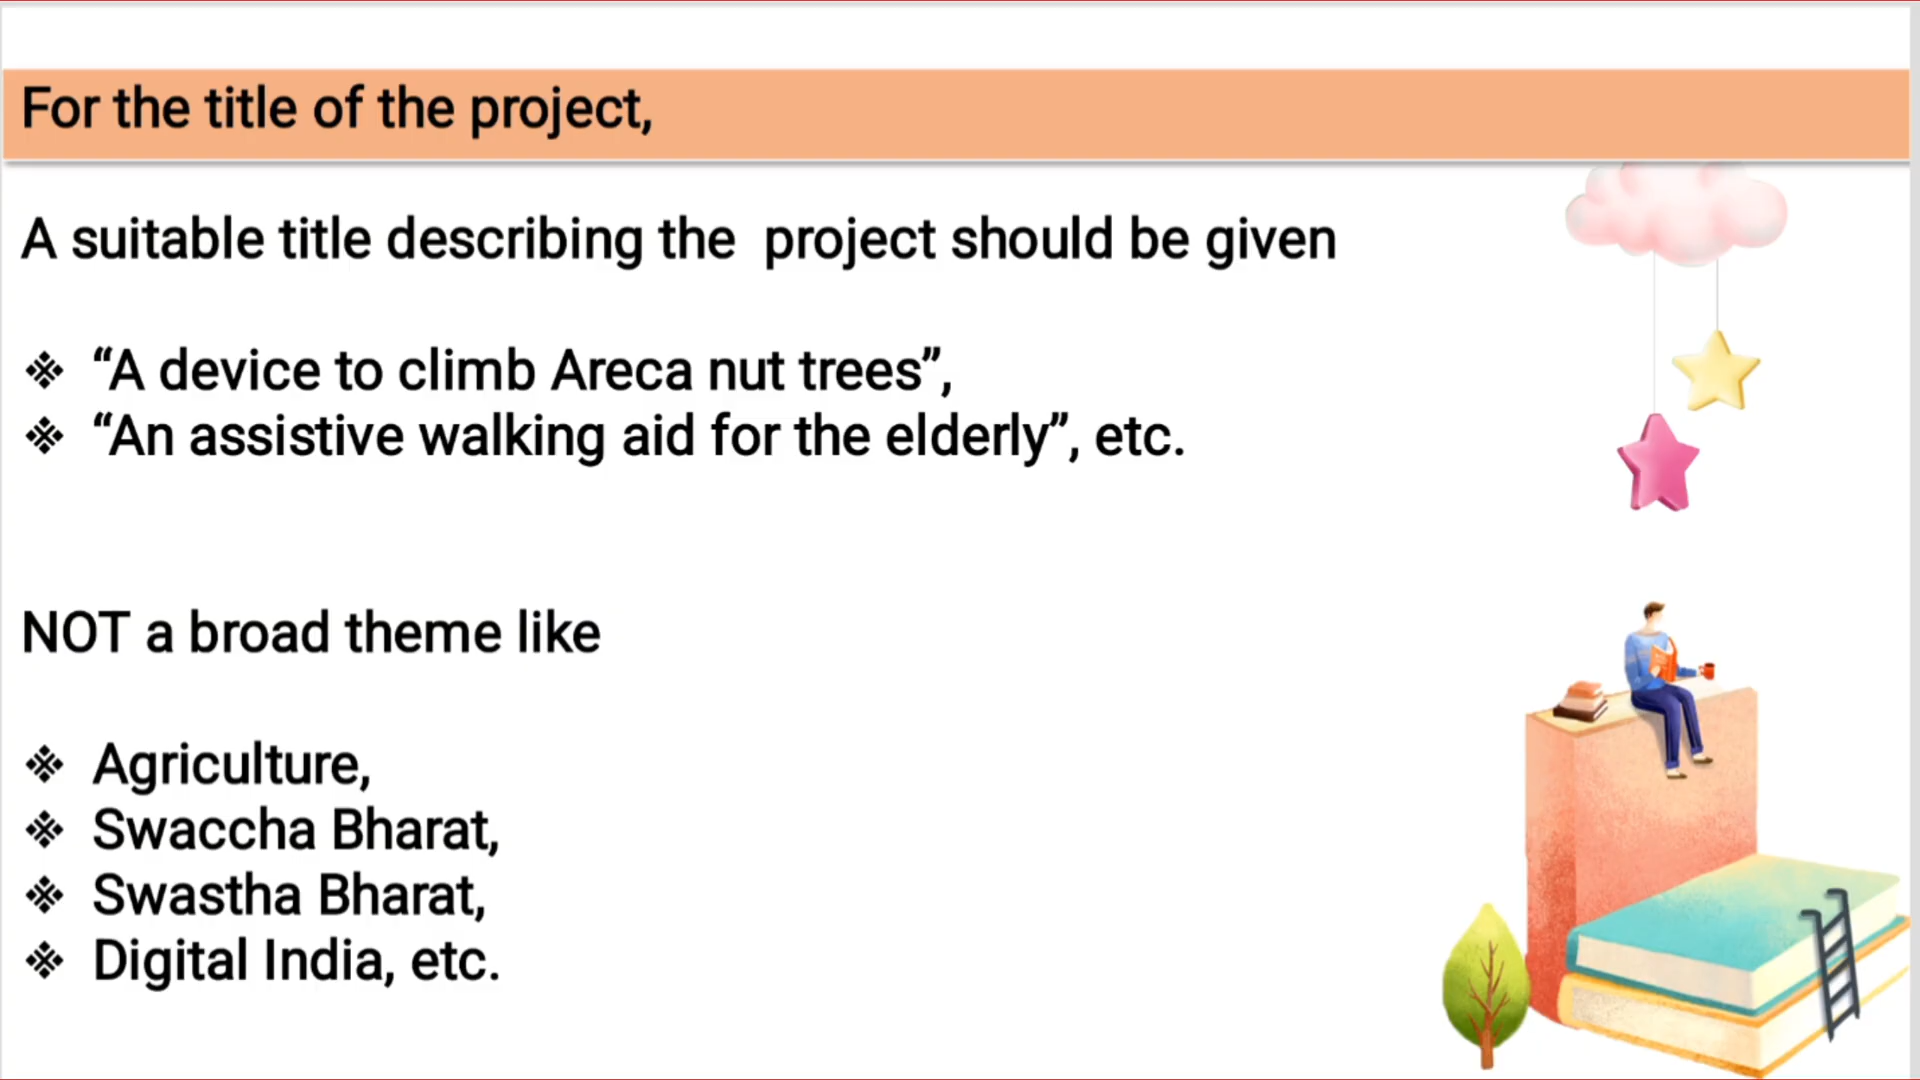 For the title of the project,
A suitable title describing the project should be given
❖ “A device to climb Areca nut trees”,
❖ “An assistive walking aid for the elderly”, etc.
NOT a broad theme like
❖ Agriculture,
❖ Swaccha Bharat,
❖ Swastha Bharat,
❖ Digital India, etc.